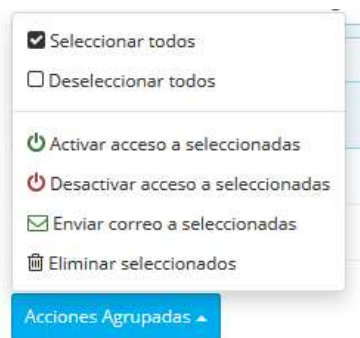 Seleccionar todos
Deseleccionar todos
Activar acceso a seleccionadas
Desactivar acceso a seleccionadas
Enviar correo a seleccionadas
Eliminar seleccionados
Acciones Agrupadas